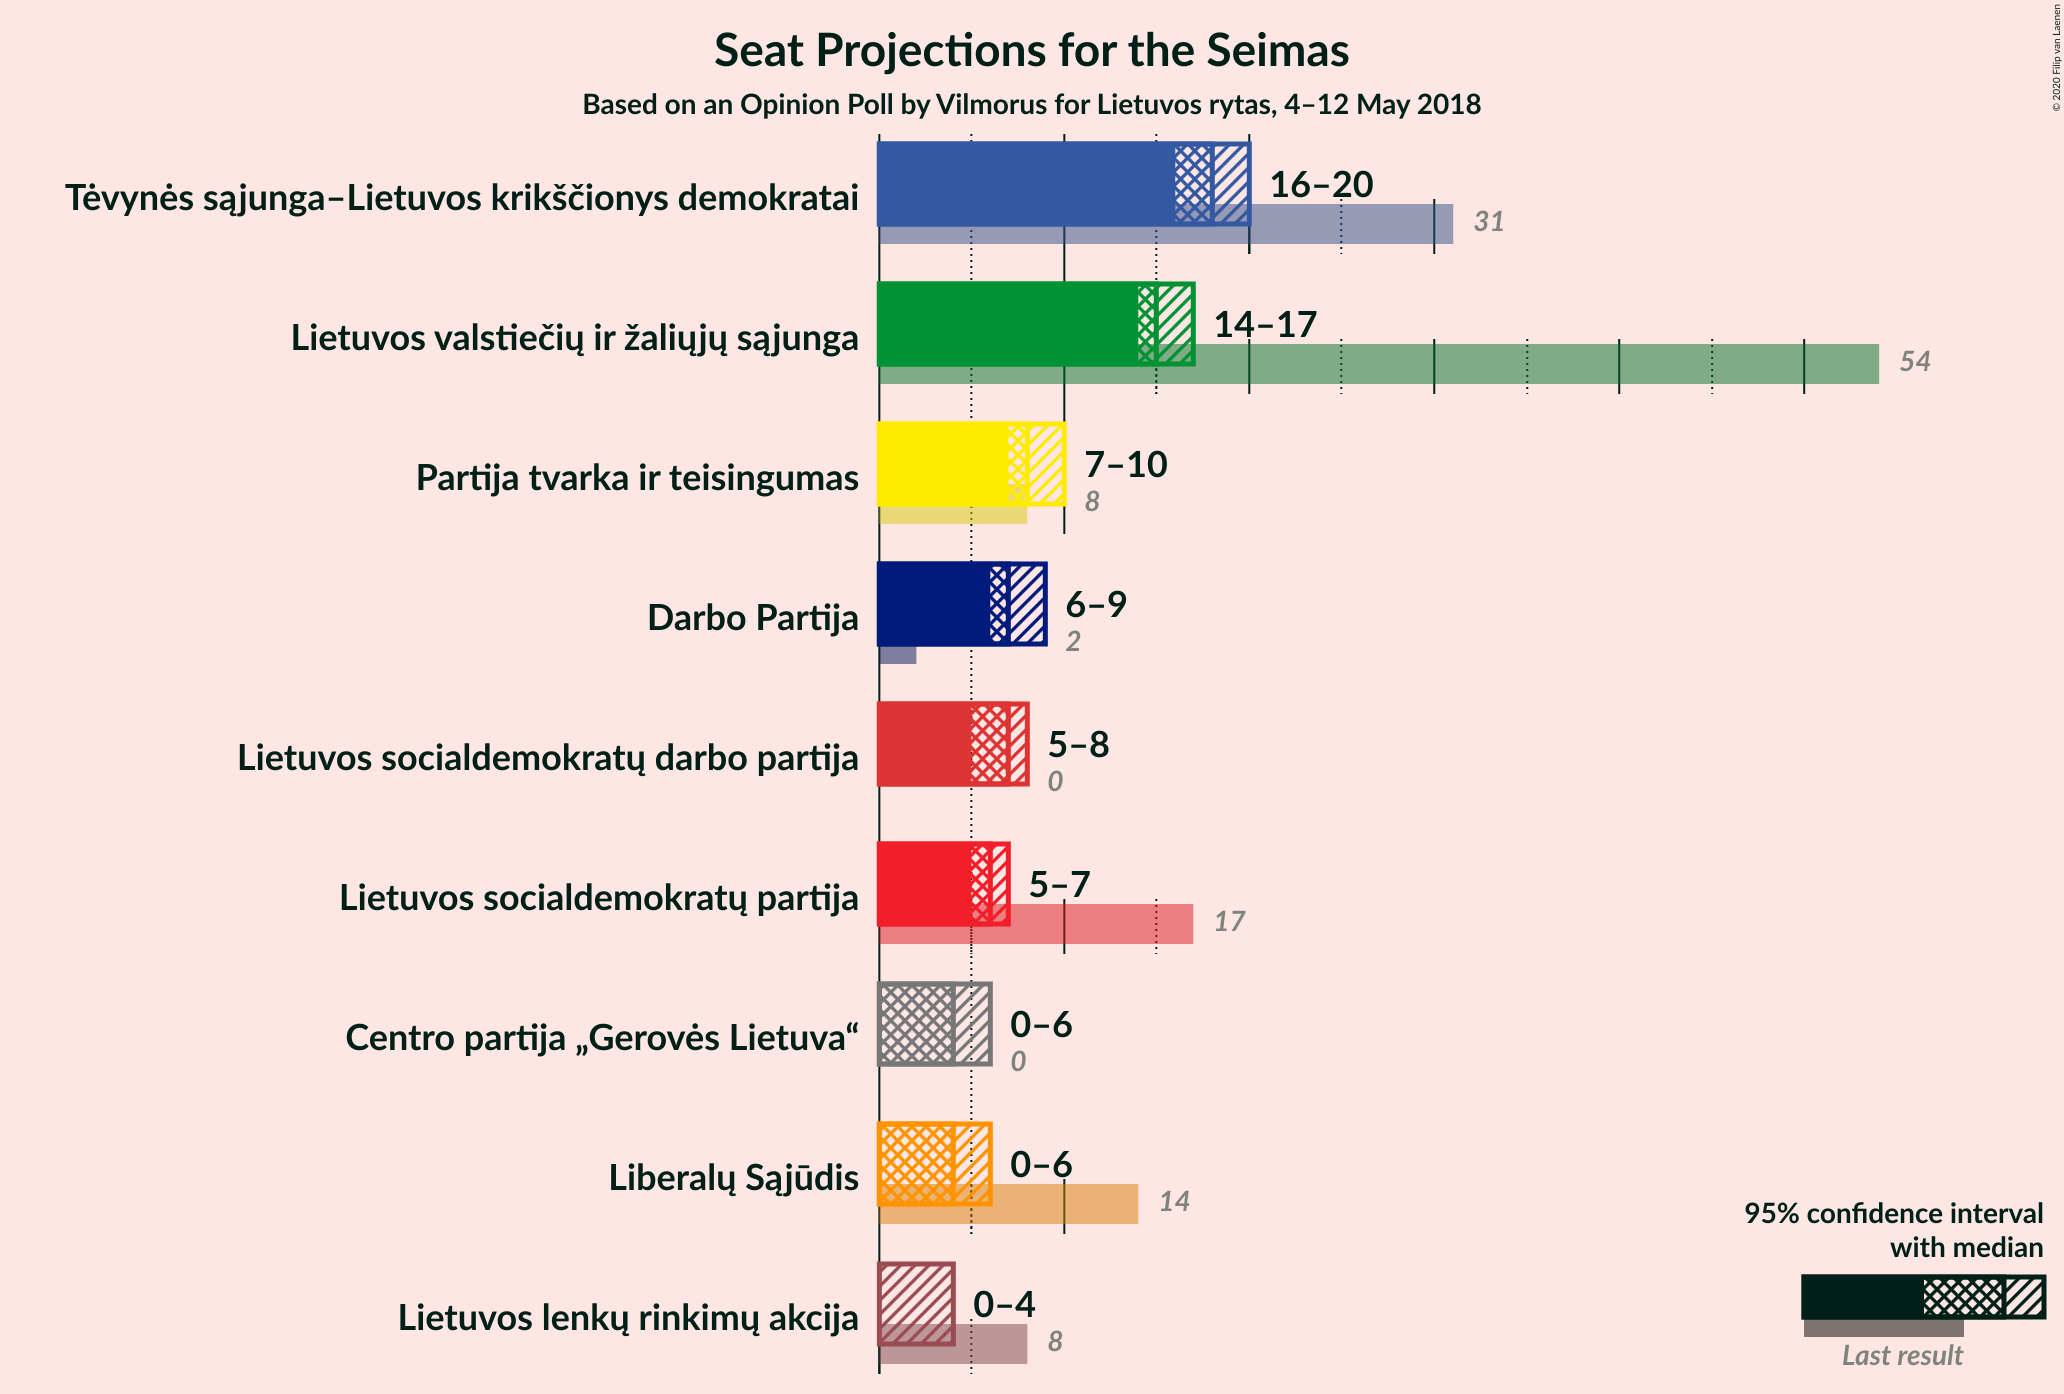 Seat Projections for the Seimas
Based on an Opinion Poll by Vilmorus for Lietuvos rytas, 4–12 May 2018
© 2020 Filip van Laenen
Tėvynės sąjunga–Lietuvos krikščionys demokratai
16–20
31
Lietuvos valstiečių ir žaliųjų sąjunga
14–17
54
Partija tvarka ir teisingumas
7–10
8
Darbo Partija
6–9
2
Lietuvos socialdemokratų darbo partija
5–8
0
Lietuvos socialdemokratų partija
5–7
17
Centro partija „Gerovės Lietuva“
0–6
0
Liberalų Sąjūdis
0–6
14
Lietuvos lenkų rinkimų akcija
0–4
8
95% confidence interval
with median
Last result